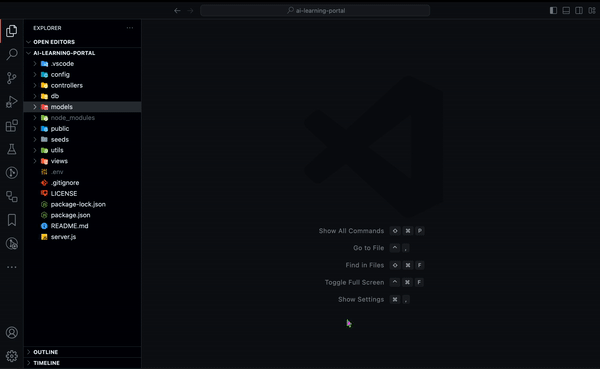 ai-learning-portal
EXPLORER
OPEN EDITORS
AI-LEARNING-PORTAL
.vscode
config
controllers
db
models
node_modules
public
seeds
utils
views
.env
.gitignore
LICENSE
package-lock.json
package.json
README.md
server.js
OUTLINE
TIMELINE
Show All Commands ⇧ ⌘ P
Go to File ^ ,
Find in Files ⇧ ⌘ F
Toggle Full Screen ^ ⌘ F
Show Settings ⌘ ,